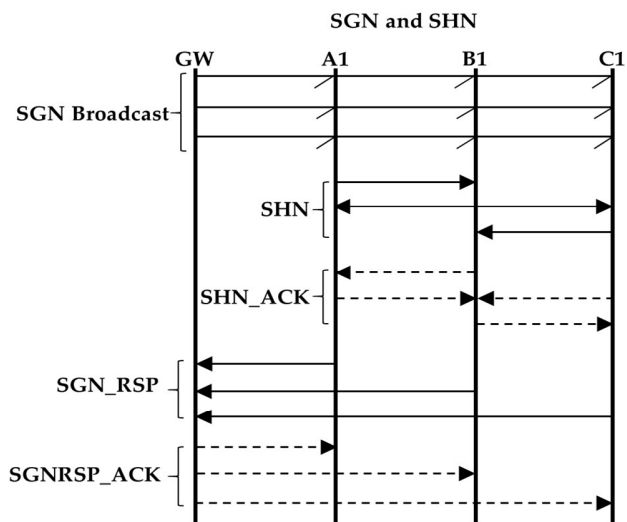 SGN and SHN
GW A1 B1 C1
SGN Broadcast
SHN
SHN_ACK
SGN_RSP
SGNRSP_ACK